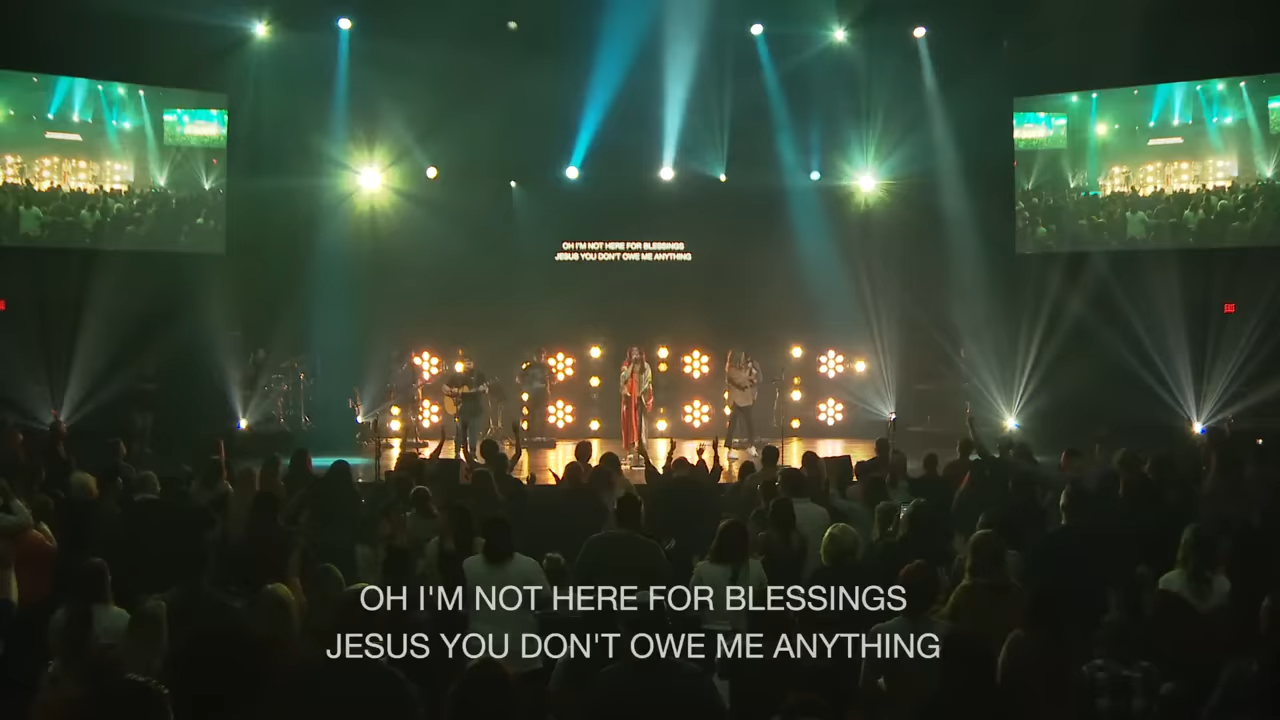 OH I'M NOT HERE FOR BLESSINGS
JESUS YOU DON'T OWE ME ANYTHING
EXIT
OH I'M NOT HERE FOR BLESSINGS
JESUS YOU DON'T OWE ME ANYTHING